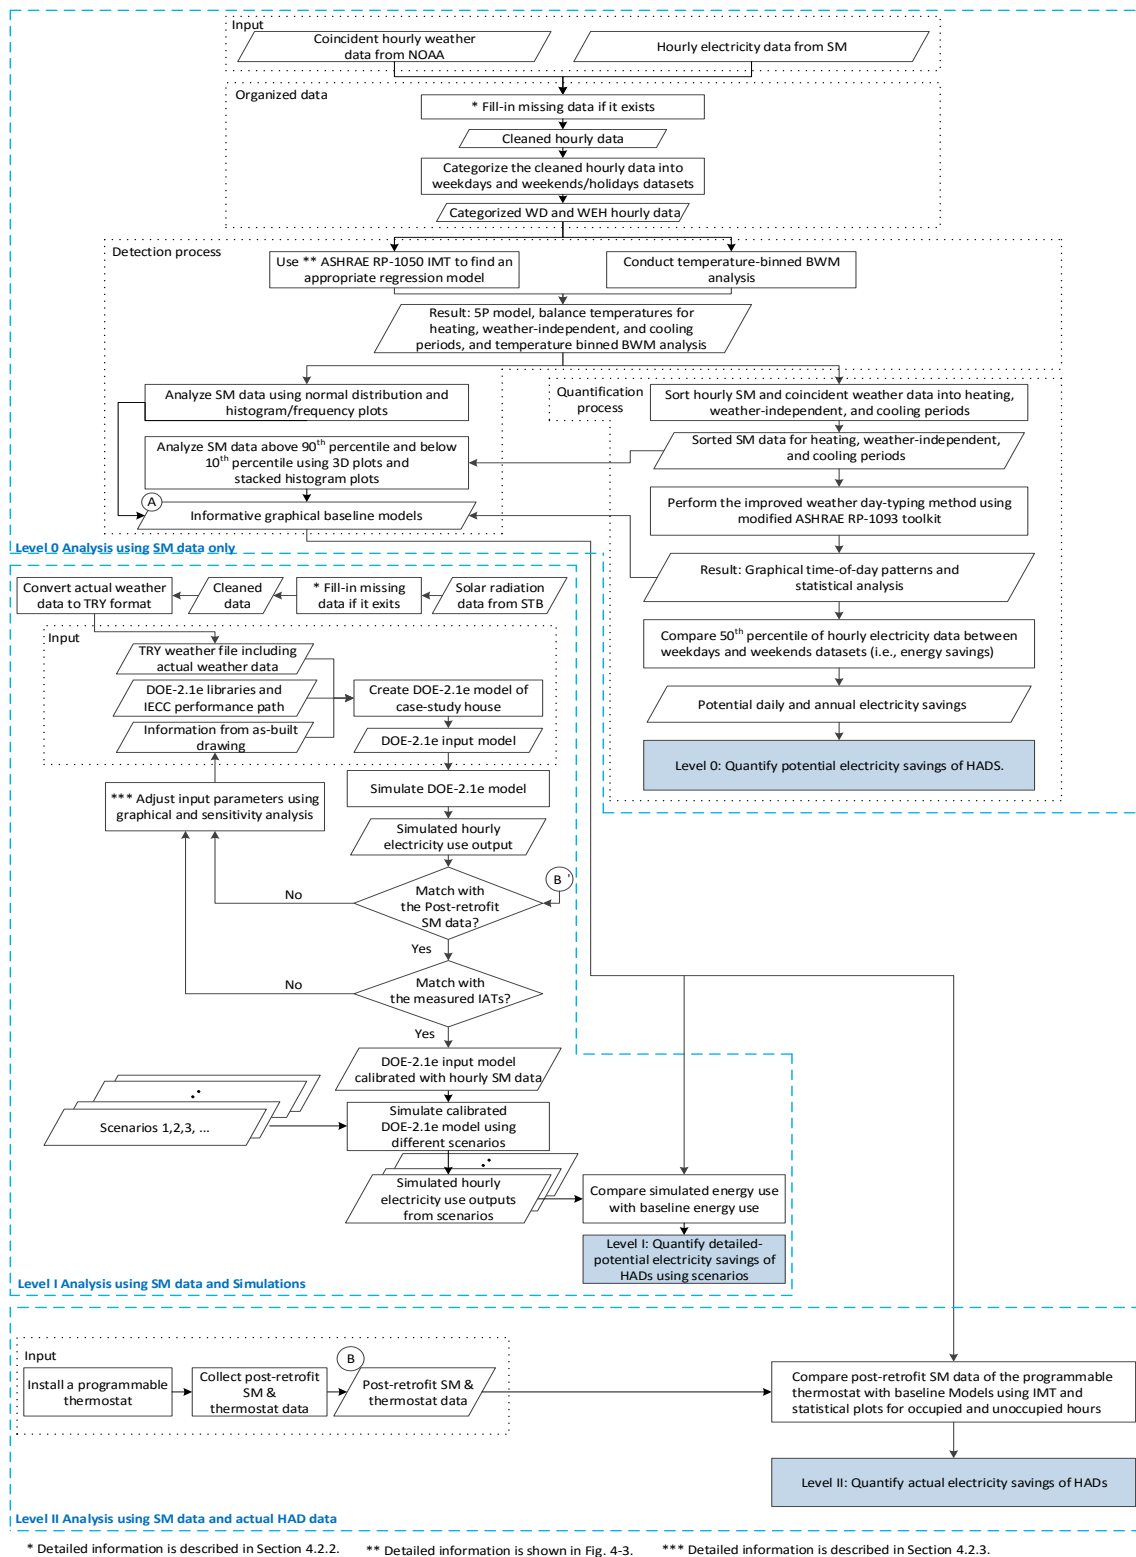 Input
Coincident hourly weather
data from NOAA
Hourly electricity data from SM
Organized data
* Fill-in missing data if it exists
Cleaned hourly data
Categorize the cleaned hourly data into
weekdays and weekends/holidays datasets
Categorized WD and WEH hourly data
Detection process
Use ** ASHRAE RP-1050 IMT to find an
appropriate regression model
Conduct temperature-binned BWM
analysis
Result: 5P model, balance temperatures for
heating, weather-independent, and cooling
periods, and temperature binned BWM analysis
Analyze SM data using normal distribution and
histogram/frequency plots
Analyze SM data above 90th percentile and below
10th percentile using 3D plots and
stacked histogram plots
A
Informative graphical baseline models
Level 0 Analysis using SM data only
Quantification
process
Sort hourly SM and coincident weather data into heating,
weather-independent, and cooling periods
Sorted SM data for heating, weather-independent,
and cooling periods
Perform the improved weather day-typing method using
modified ASHRAE RP-1093 toolkit
Result: Graphical time-of-day patterns and
statistical analysis
Compare 50th percentile of hourly electricity data between
weekdays and weekends datasets (i.e., energy savings)
Potential daily and annual electricity savings
Level 0: Quantify potential electricity savings of HADS.
Convert actual weather
data to TRY format
Cleaned
data
* Fill-in missing
data if it exits
Solar radiation
data from STB
Input
TRY weather file including
actual weather data
DOE-2.1e libraries and
IECC performance path
Information from as-built
drawing
Create DOE-2.1e model of
case-study house
DOE-2.1e input model
Simulate DOE-2.1e model
*** Adjust input parameters using
graphical and sensitivity analysis
Simulated hourly
electricity use output
B '
No
Match with
the Post-retrofit
SM data?
Yes
No
Match with
the measured IATs?
Yes
DOE-2.1e input model
calibrated with hourly SM data
Scenarios 1,2,3, ...
Simulate calibrated
DOE-2.1e model using
different scenarios
Simulated hourly
electricity use outputs
from scenarios
Compare simulated energy use
with baseline energy use
Level I: Quantify detailed-
potential electricity savings of
HADs using scenarios
Level I Analysis using SM data and Simulations
Input
Install a programmable
thermostat
Collect post-retrofit
SM &
thermostat data
B
Post-retrofit SM &
thermostat data
Compare post-retrofit SM data of the programmable
thermostat with baseline Models using IMT and
statistical plots for occupied and unoccupied hours
Level II: Quantify actual electricity savings of HADs
Level II Analysis using SM data and actual HAD data
* Detailed information is described in Section 4.2.2. ** Detailed information is shown in Fig. 4-3. *** Detailed information is described in Section 4.2.3.